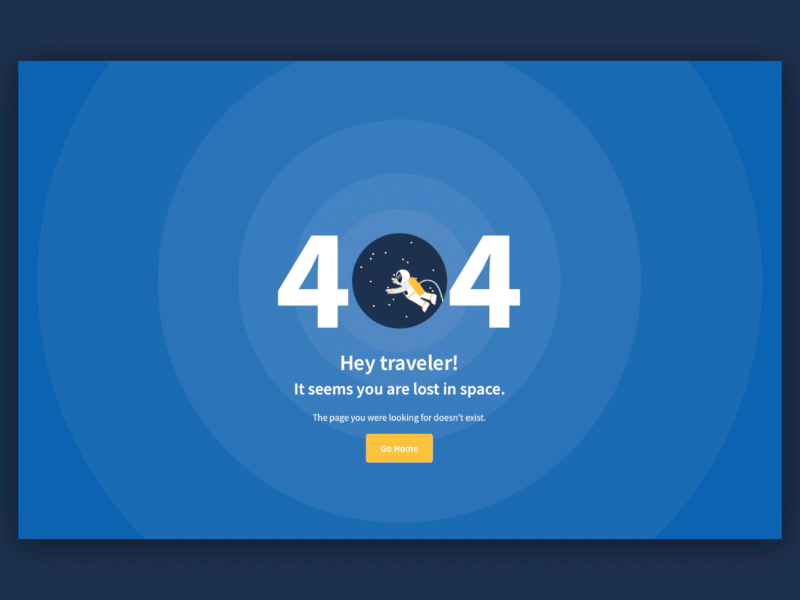 404
Hey traveler!
It seems you are lost in space.
The page you were looking for doesn't exist.
Go Home